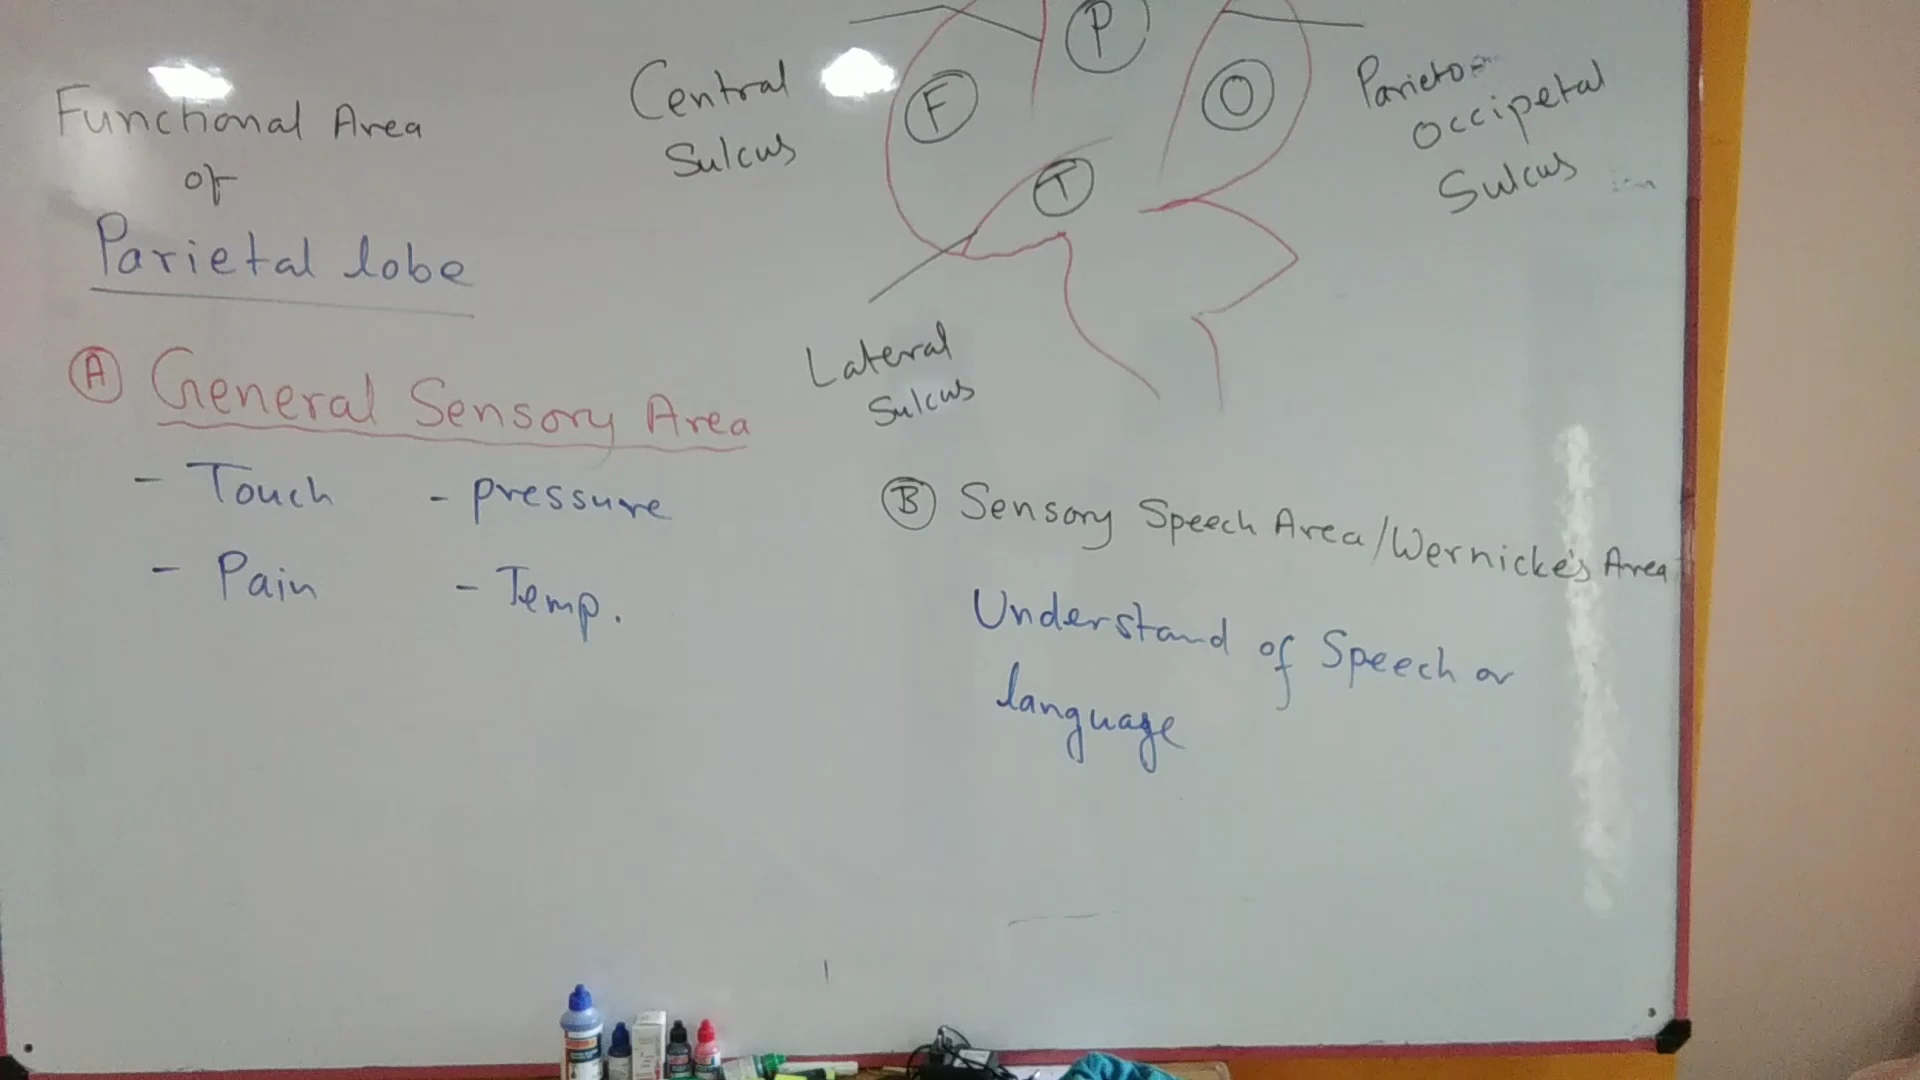 Functional Area
of
Parietal lobe
Central
Sulcus
F
P
O
T
Parieto
occipetal
Sulcus
Lateral
Sulcus
A General Sensory Area
- Touch - pressure
- Pain - Temp.
B Sensory Speech Area/Wernicke's Area
Understand of Speech or
language